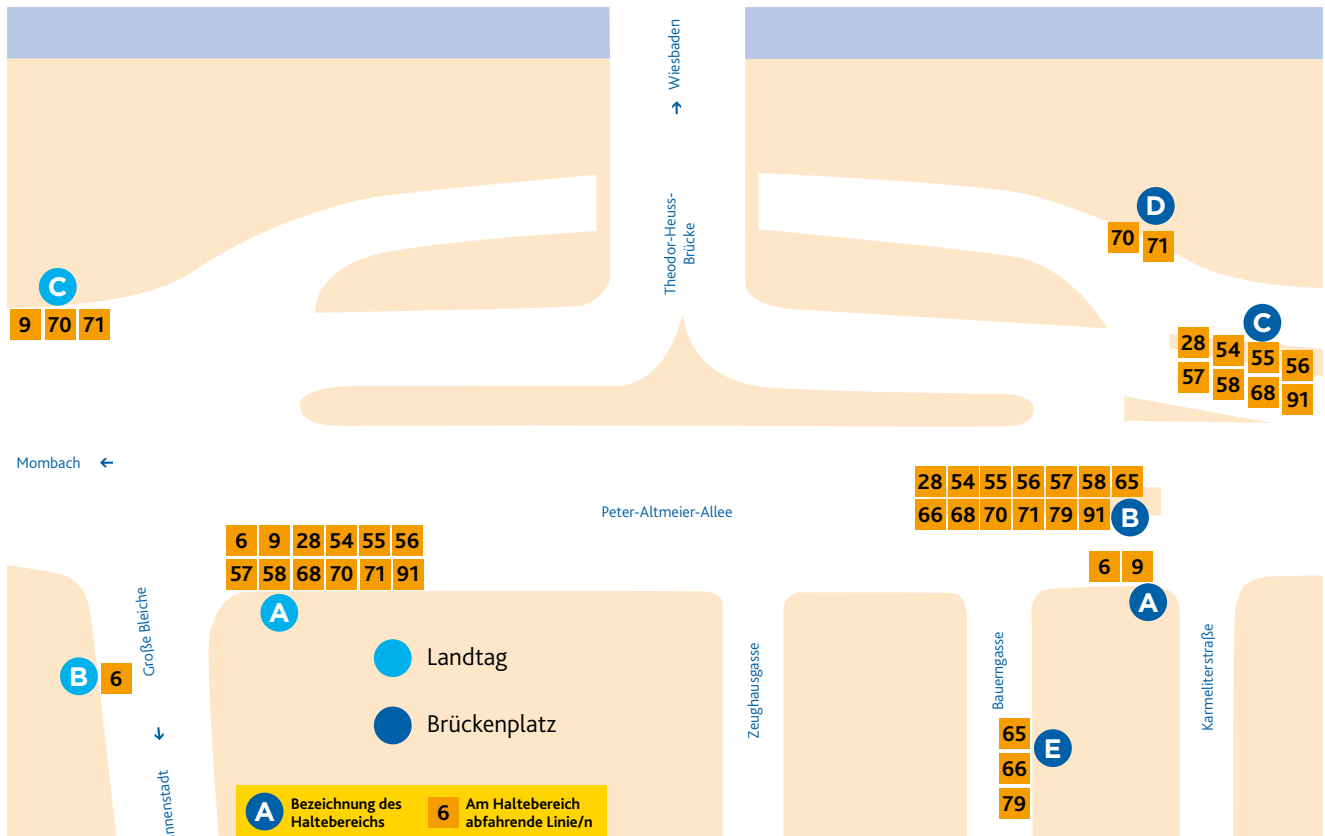 Wiesbaden
Theodor-Heuss-
Brücke
D
70 71
C
9 70 71
C
28 54 55 56
57 58 68 91
Mombach
Peter-Altmeier-Allee
28 54 55 56 57 58 65
66 68 70 71 79 91 B
6 9 28 54 55 56
57 58 68 70 71 91
A
6 9
A
Große Bleiche
B 6
Landtag
Brückenplatz
Zeughausgasse
Bauerngasse
Karmeliterstraße
65
66
79
E
nnenstadt
A Bezeichnung des
Haltebereichs
6 Am Haltebereich
abfahrende Linie/n